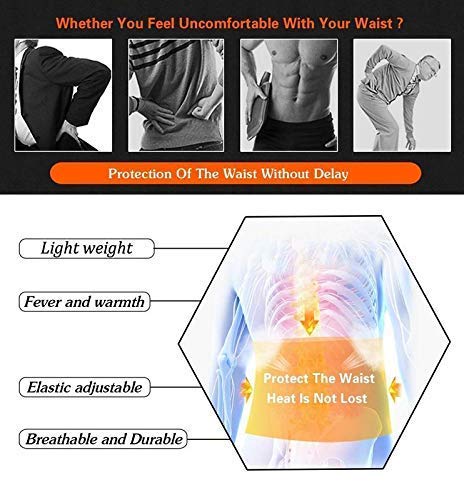 Whether You Feel Uncomfortable With Your Waist ?
Protection Of The Waist Without Delay
Light weight
Fever and warmth
Elastic adjustable
Breathable and Durable
Protect The Waist
Heat Is Not Lost